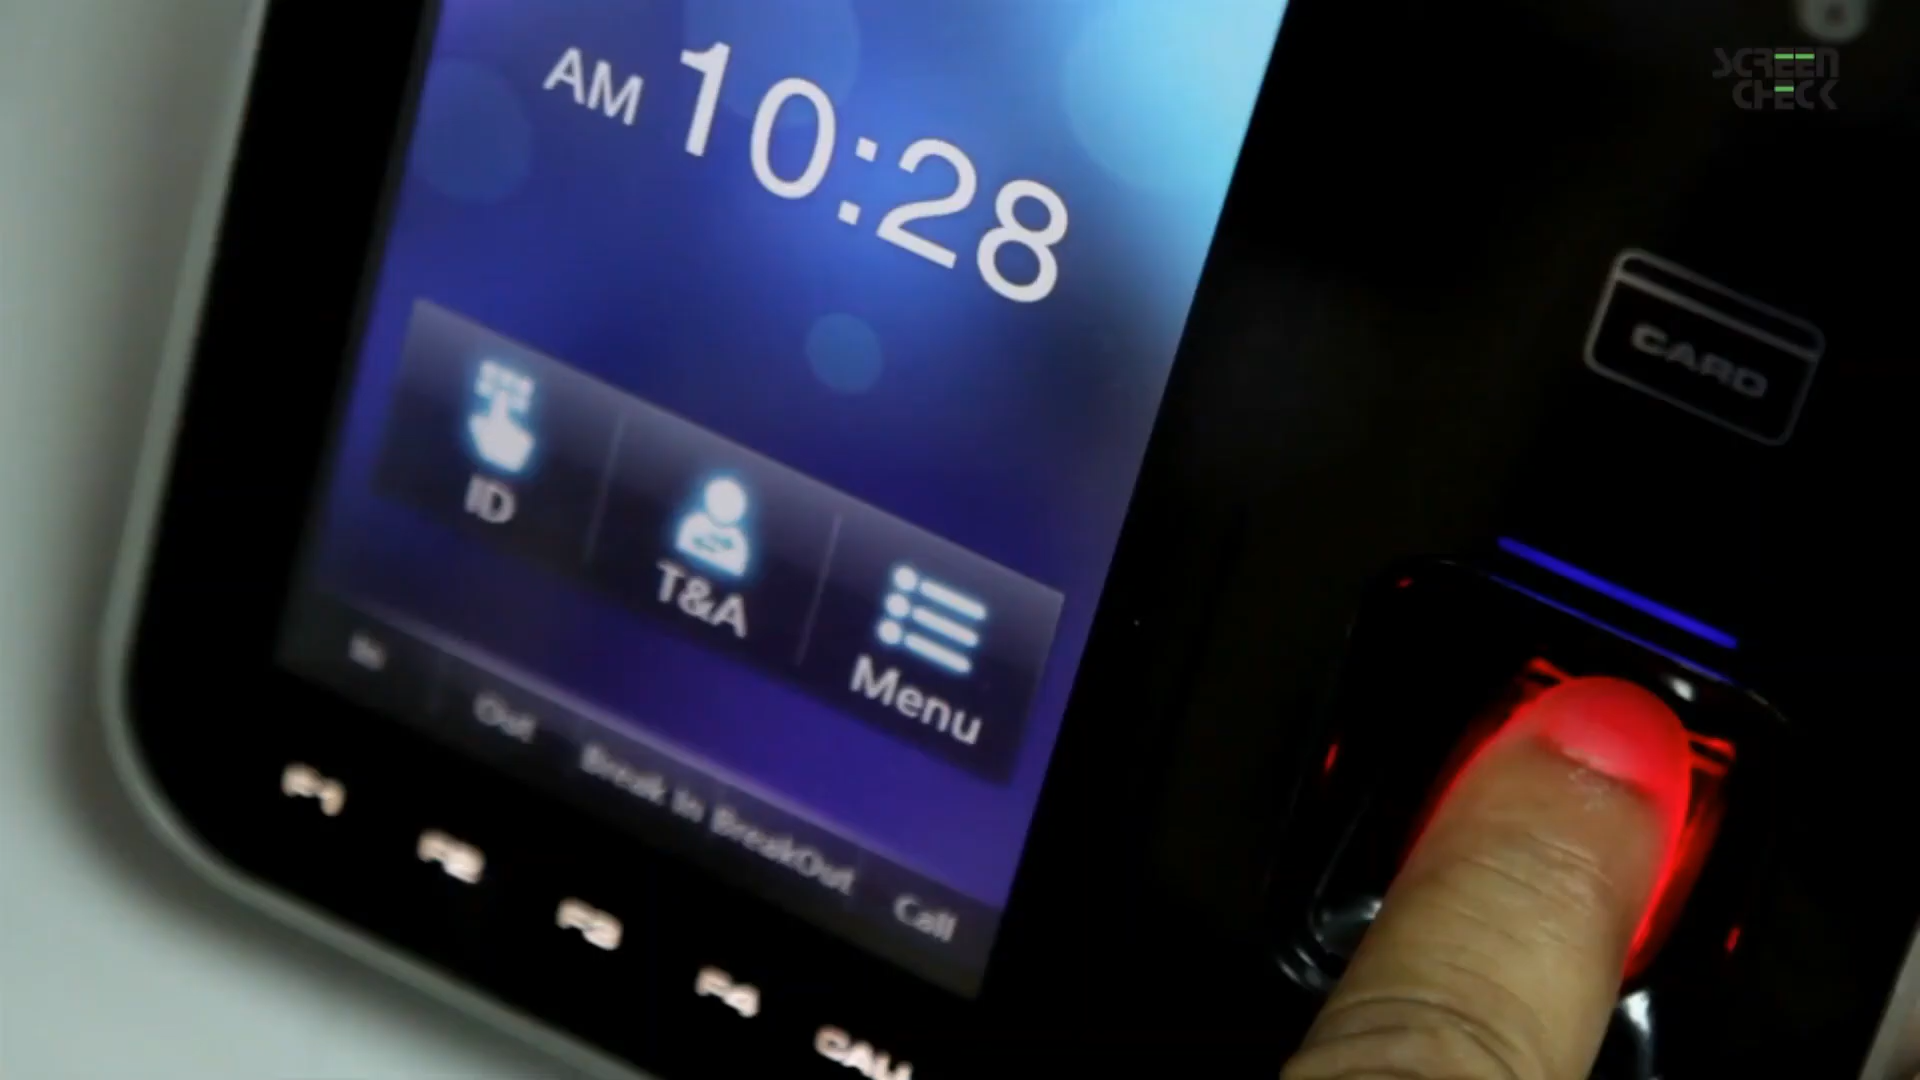 SCREEN
CHECK
AM 10:28
CARD
ID
T&A
Menu
In
Out
Break In
BreakOut
Call
F1
F2
F3
F4
CALL